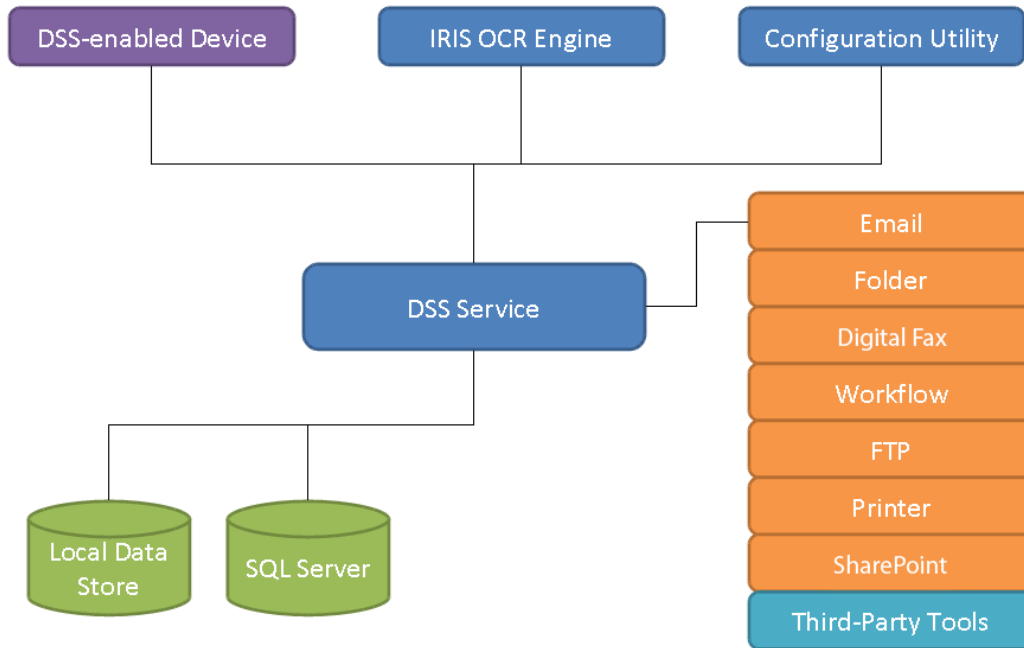 DSS-enabled Device
IRIS OCR Engine
Configuration Utility
Email
Folder
DSS Service
Digital Fax
Workflow
FTP
Printer
SharePoint
Third-Party Tools
Local Data
Store
SQL Server